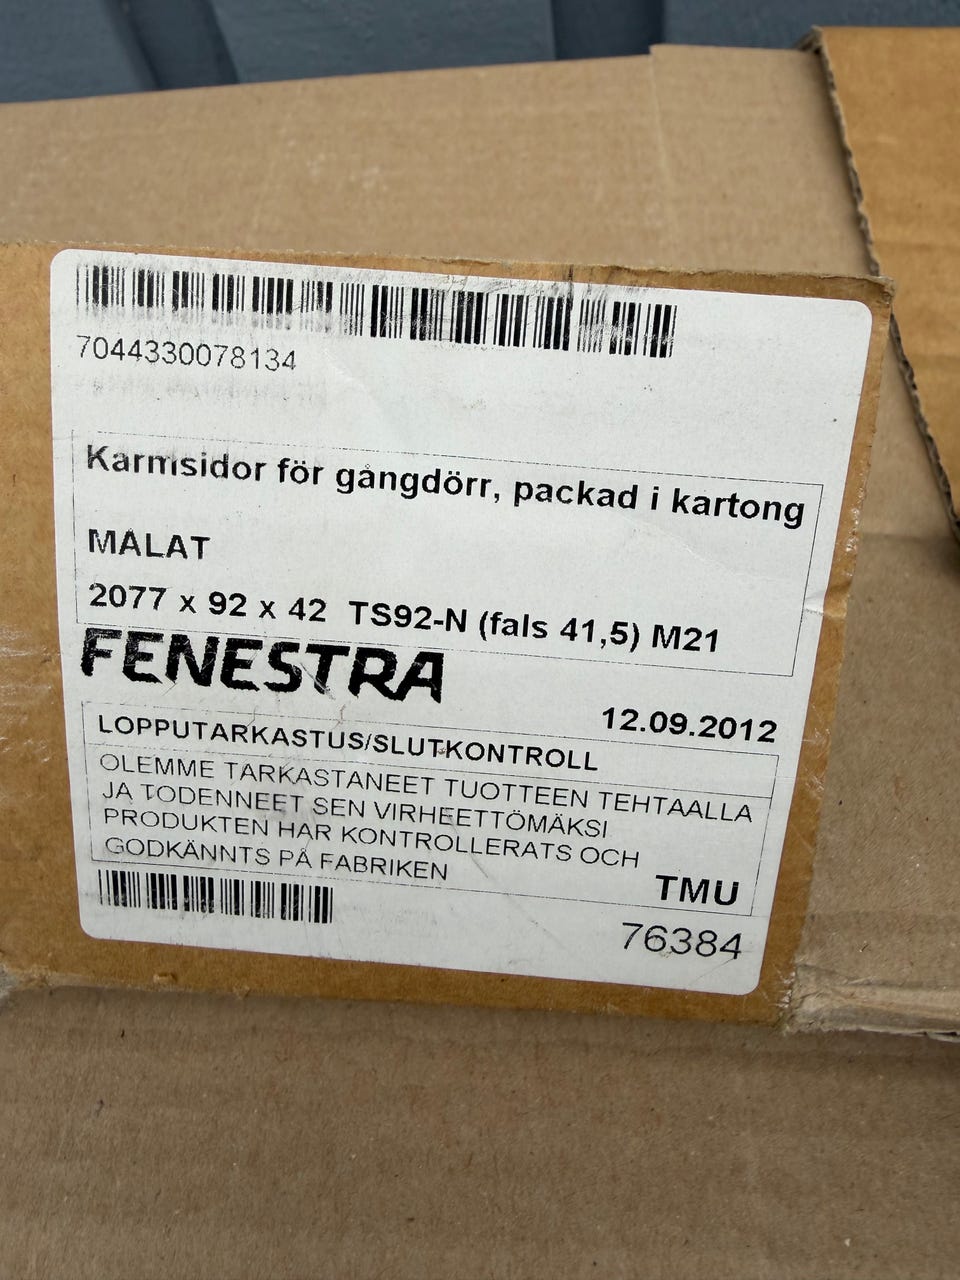 7044330078134
Karmsidor för gångdörr, packad i kartong
MÅLAT
2077 x 92 x 42 TS92-N (fals 41,5) M21
FENESTRA
12.09.2012
LOPPUTARKASTUS/SLUTKONTROLL
OLEMME TARKASTANEET TUOTTEEN TEHTAALLA
JA TODENNEET SEN VIRHEETTÖMÄKSI
PRODUKTEN HAR KONTROLLERATS OCH
GODKÄNNTS PÅ FABRIKEN
TMU
76384